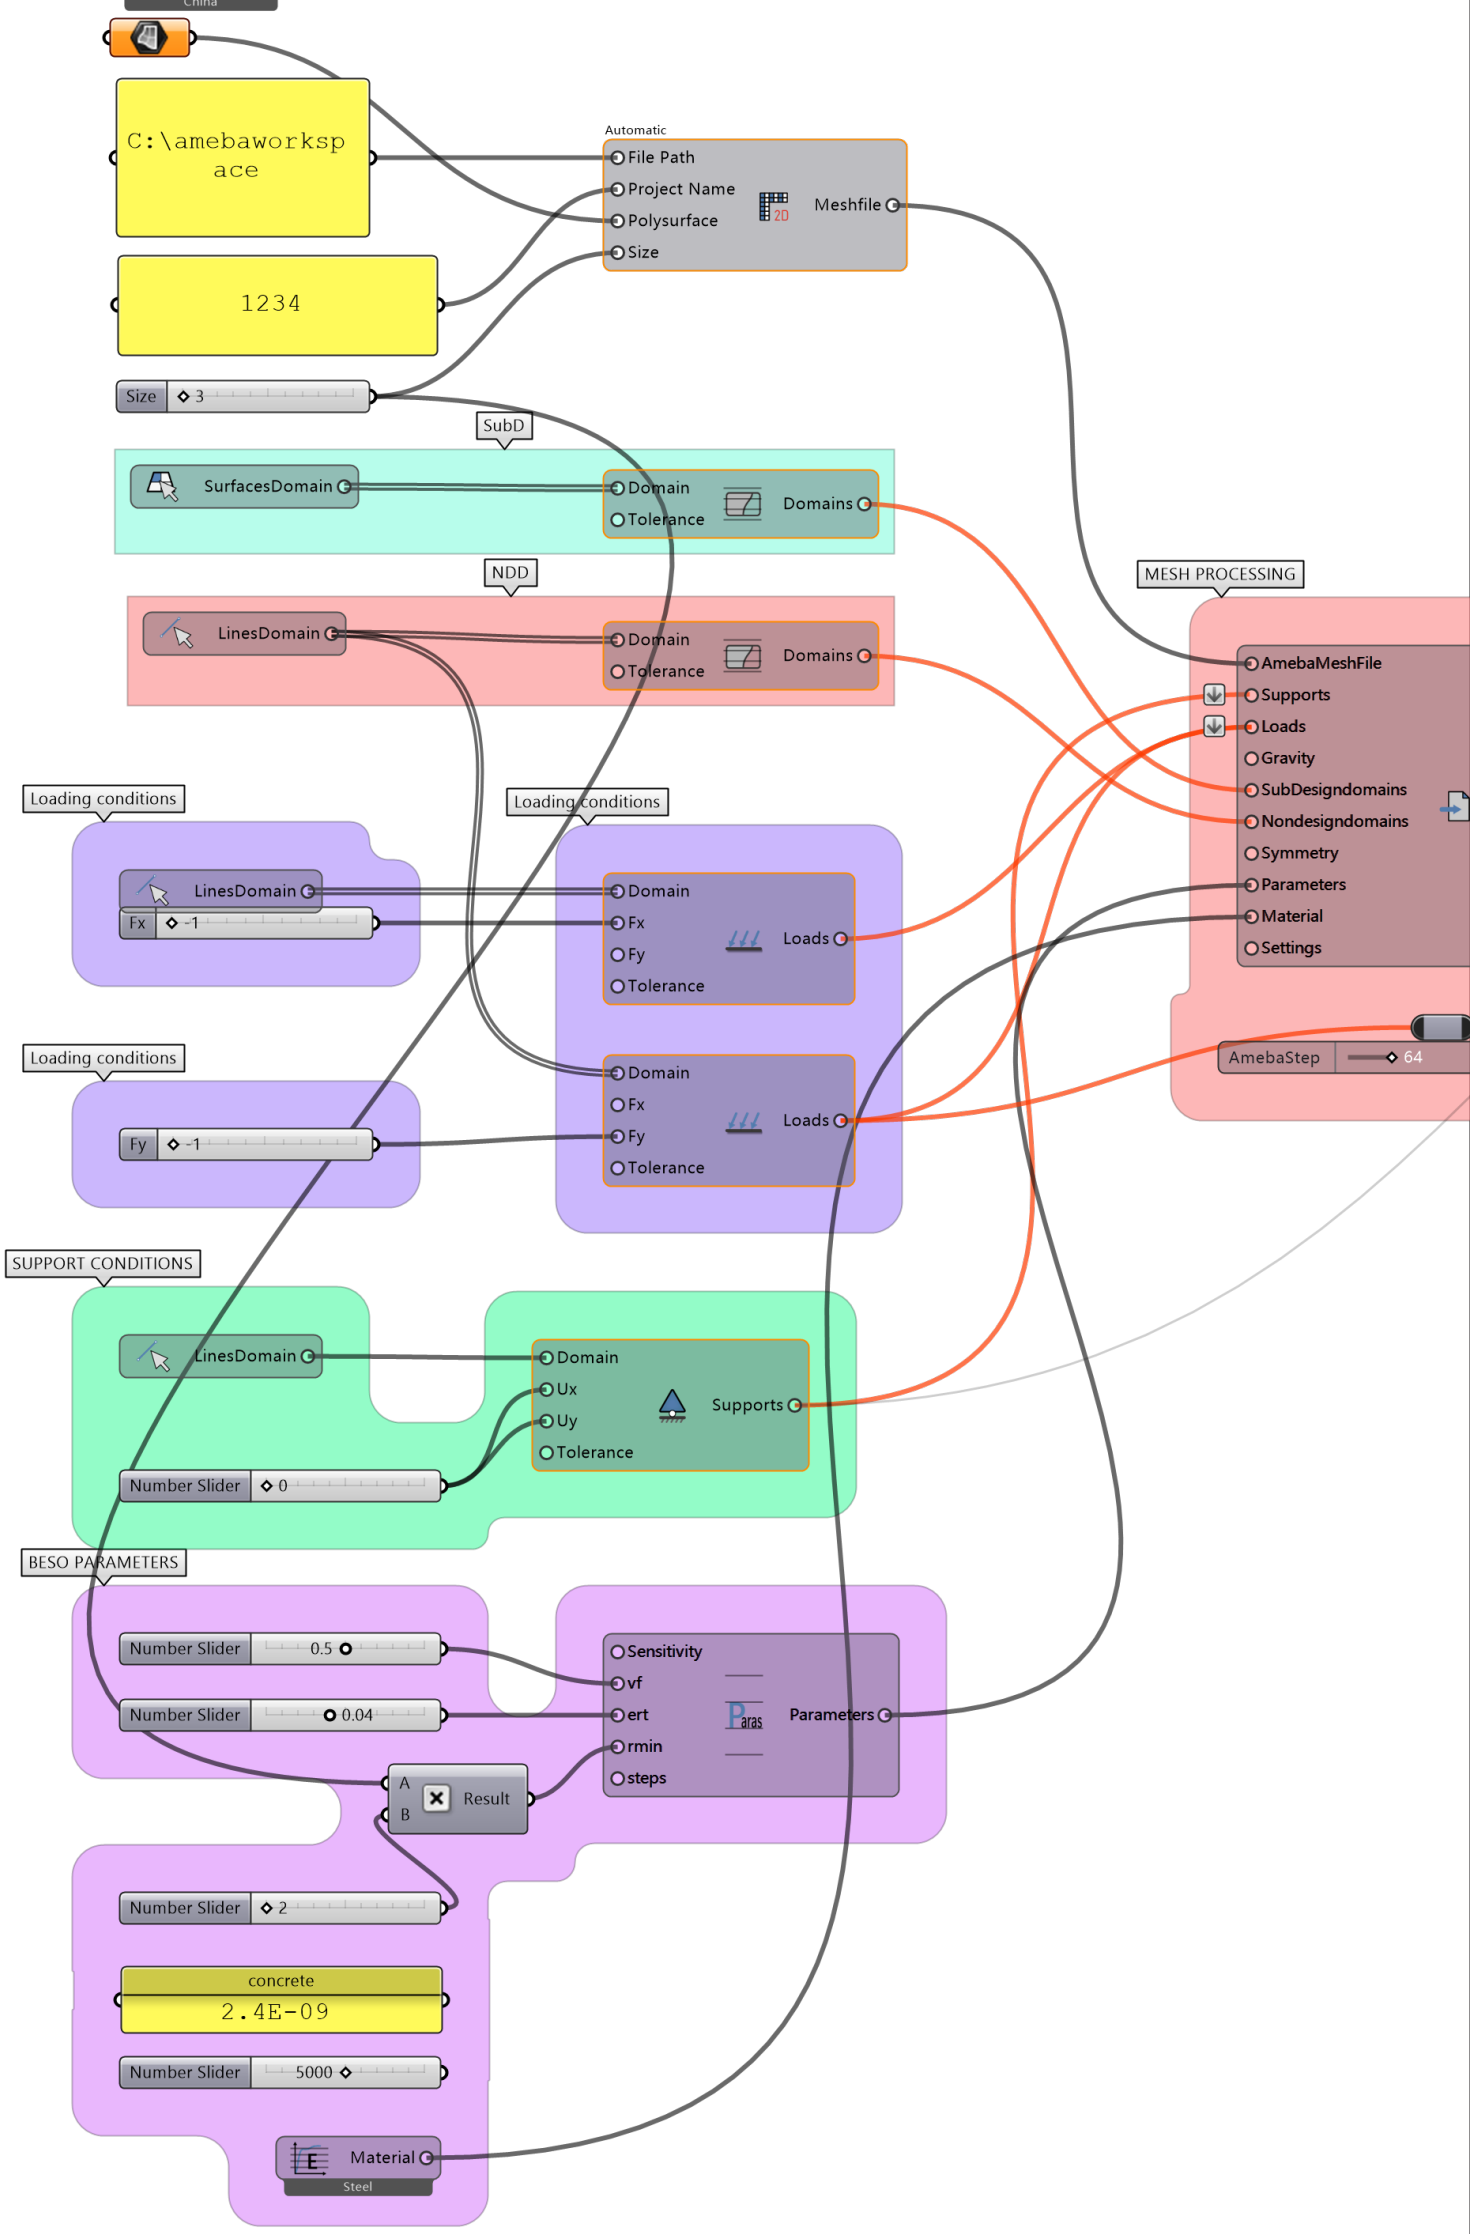 China
C:\amebaworksp
ace
1234
Size
3
Automatic
File Path
Project Name
Polysurface
Size
2D
Meshfile
SubD
SurfacesDomain
Domain
Tolerance
Domains
NDD
LinesDomain
Domain
Tolerance
Domains
MESH PROCESSING
AmebaMeshFile
Supports
Loads
Gravity
SubDesigndomains
Nondesigndomains
Symmetry
Parameters
Material
Settings
AmebaStep
64
Loading conditions
LinesDomain
Fx
-1
Loading conditions
Domain
Fx
Fy
Tolerance
Loads
Loading conditions
Fy
-1
Domain
Fx
Fy
Tolerance
Loads
SUPPORT CONDITIONS
LinesDomain
Number Slider
0
Domain
Ux
Uy
Tolerance
Supports
BESO PARAMETERS
Number Slider
0.5
Number Slider
0.04
Sensitivity
vf
ert
rmin
steps
Paras
Parameters
A
B
Result
Number Slider
2
concrete
2.4E-09
Number Slider
5000
E
Material
Steel